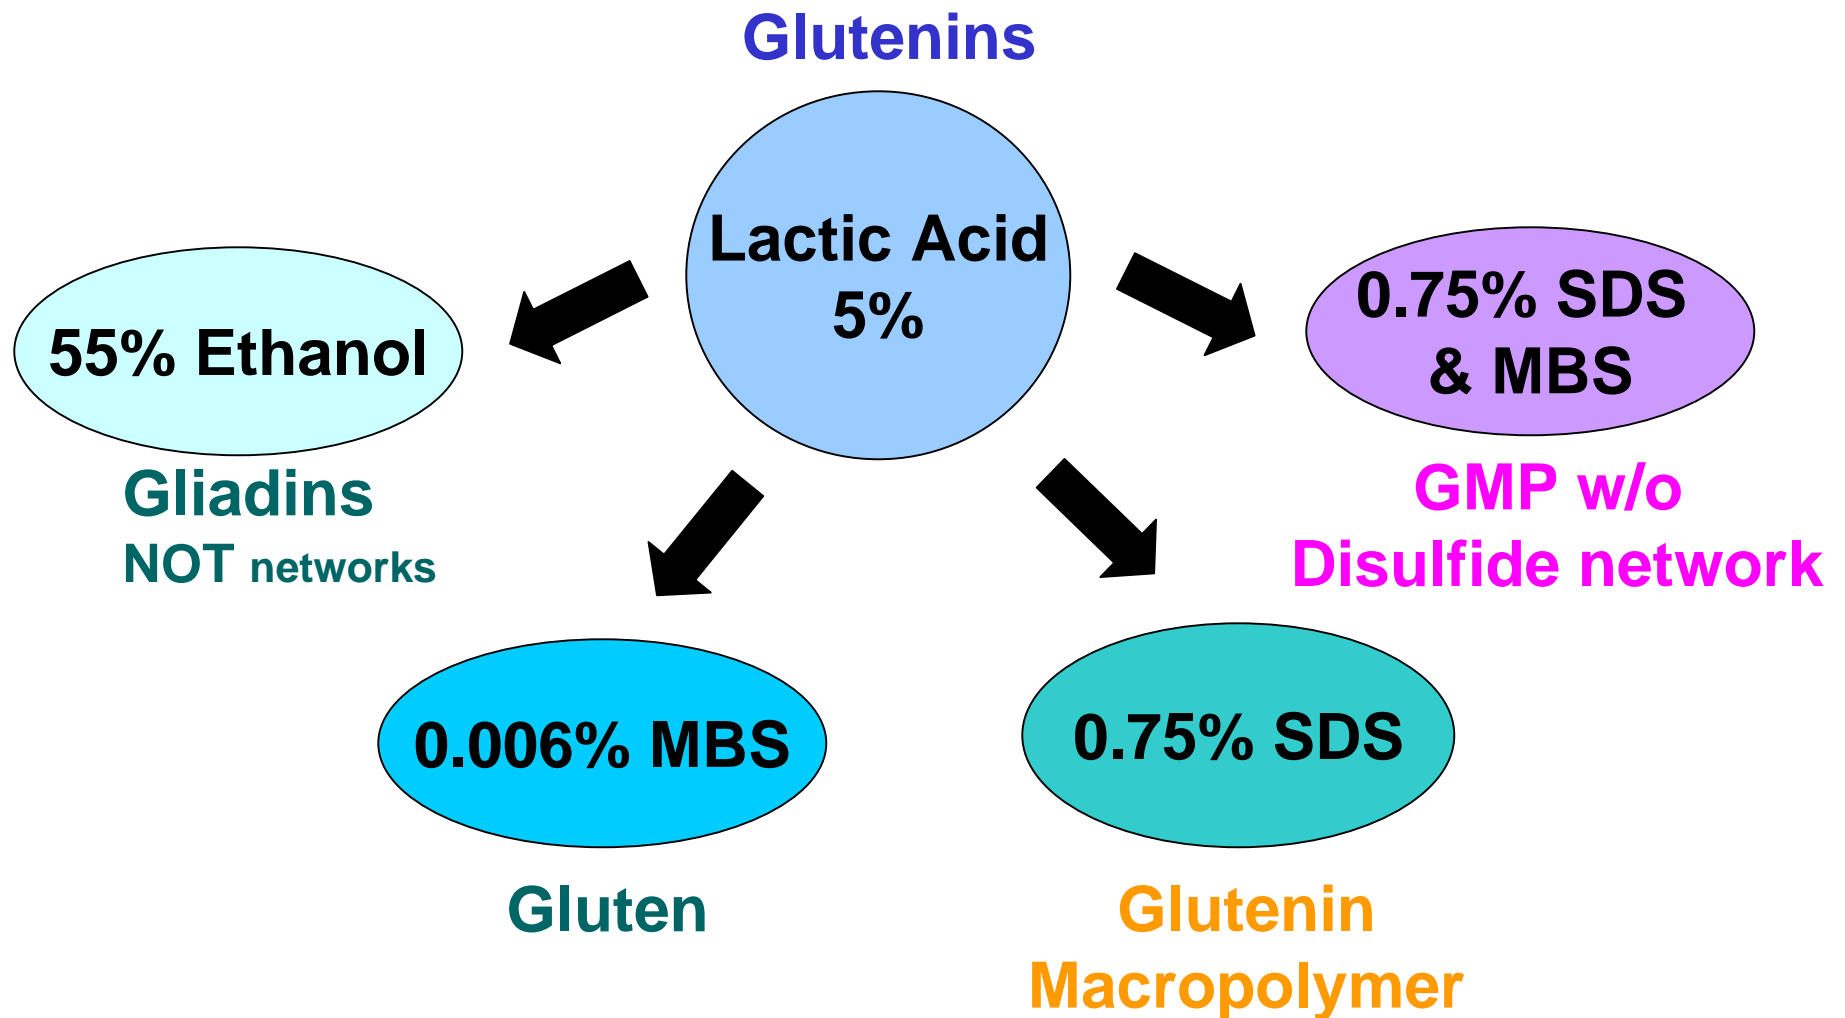 Glutenins
Lactic Acid
5%
55% Ethanol
Gliadins
NOT networks
0.75% SDS
& MBS
GMP w/o
Disulfide network
0.006% MBS
Gluten
0.75% SDS
Glutenin
Macropolymer